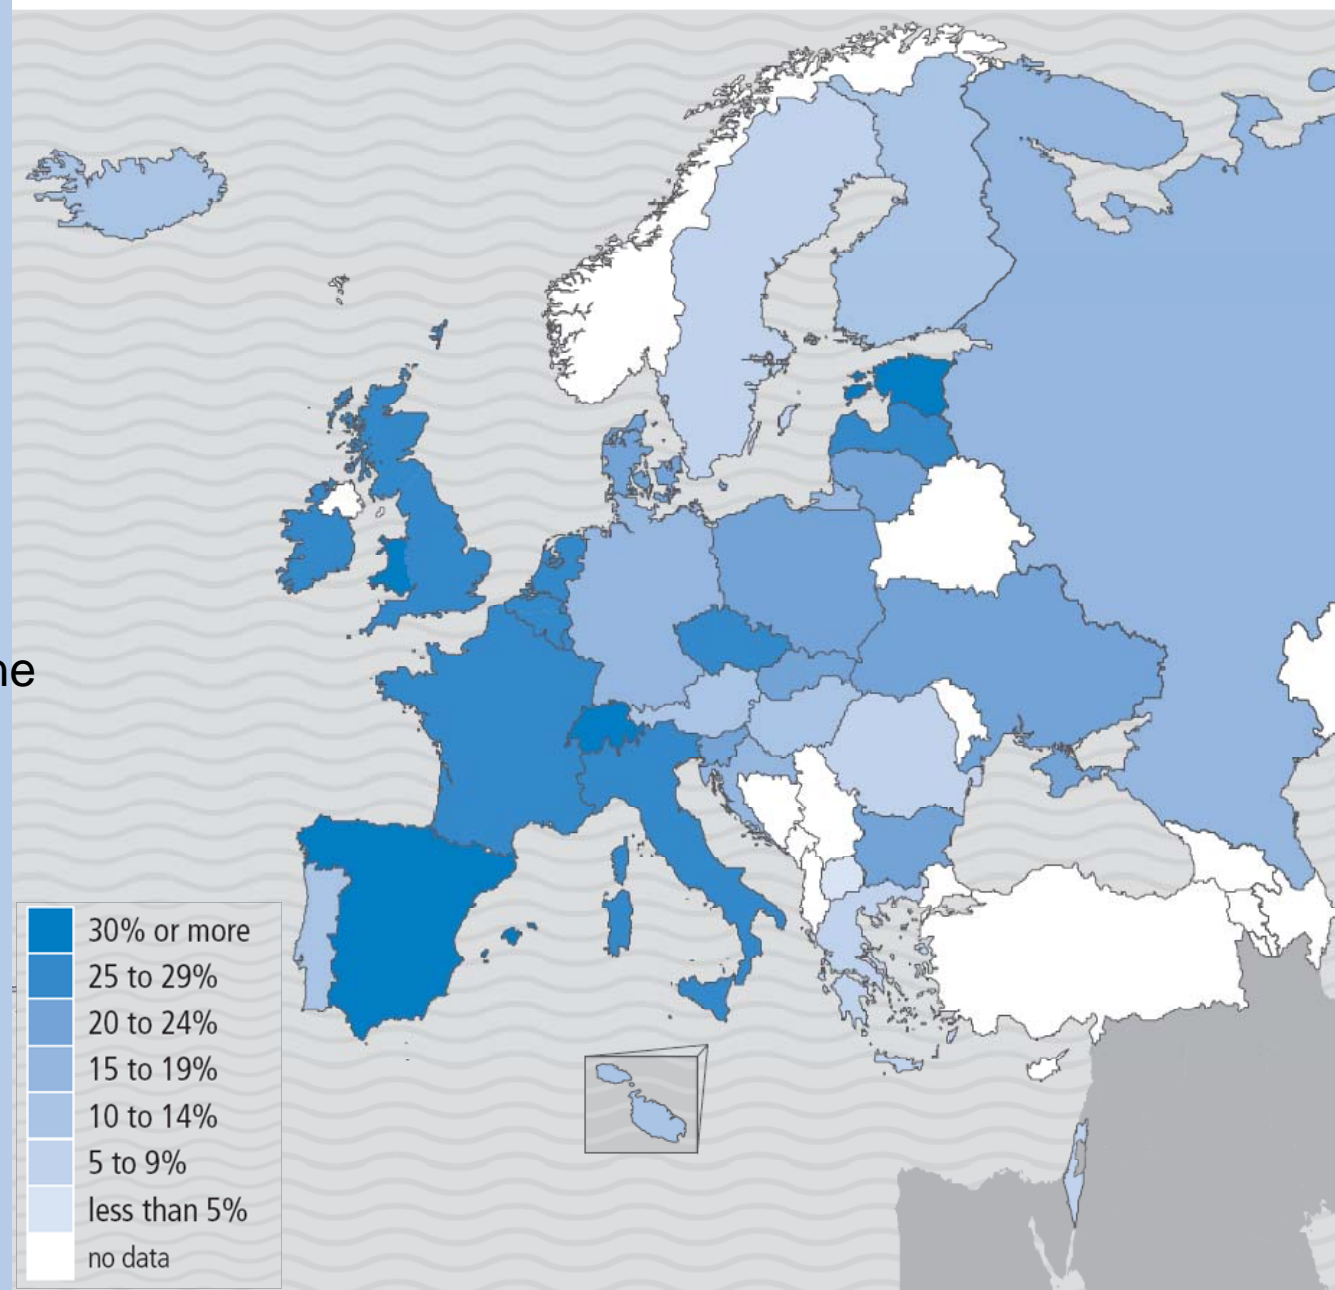 ne
30% or more
25 to 29%
20 to 24%
15 to 19%
10 to 14%
5 to 9%
less than 5%
no data